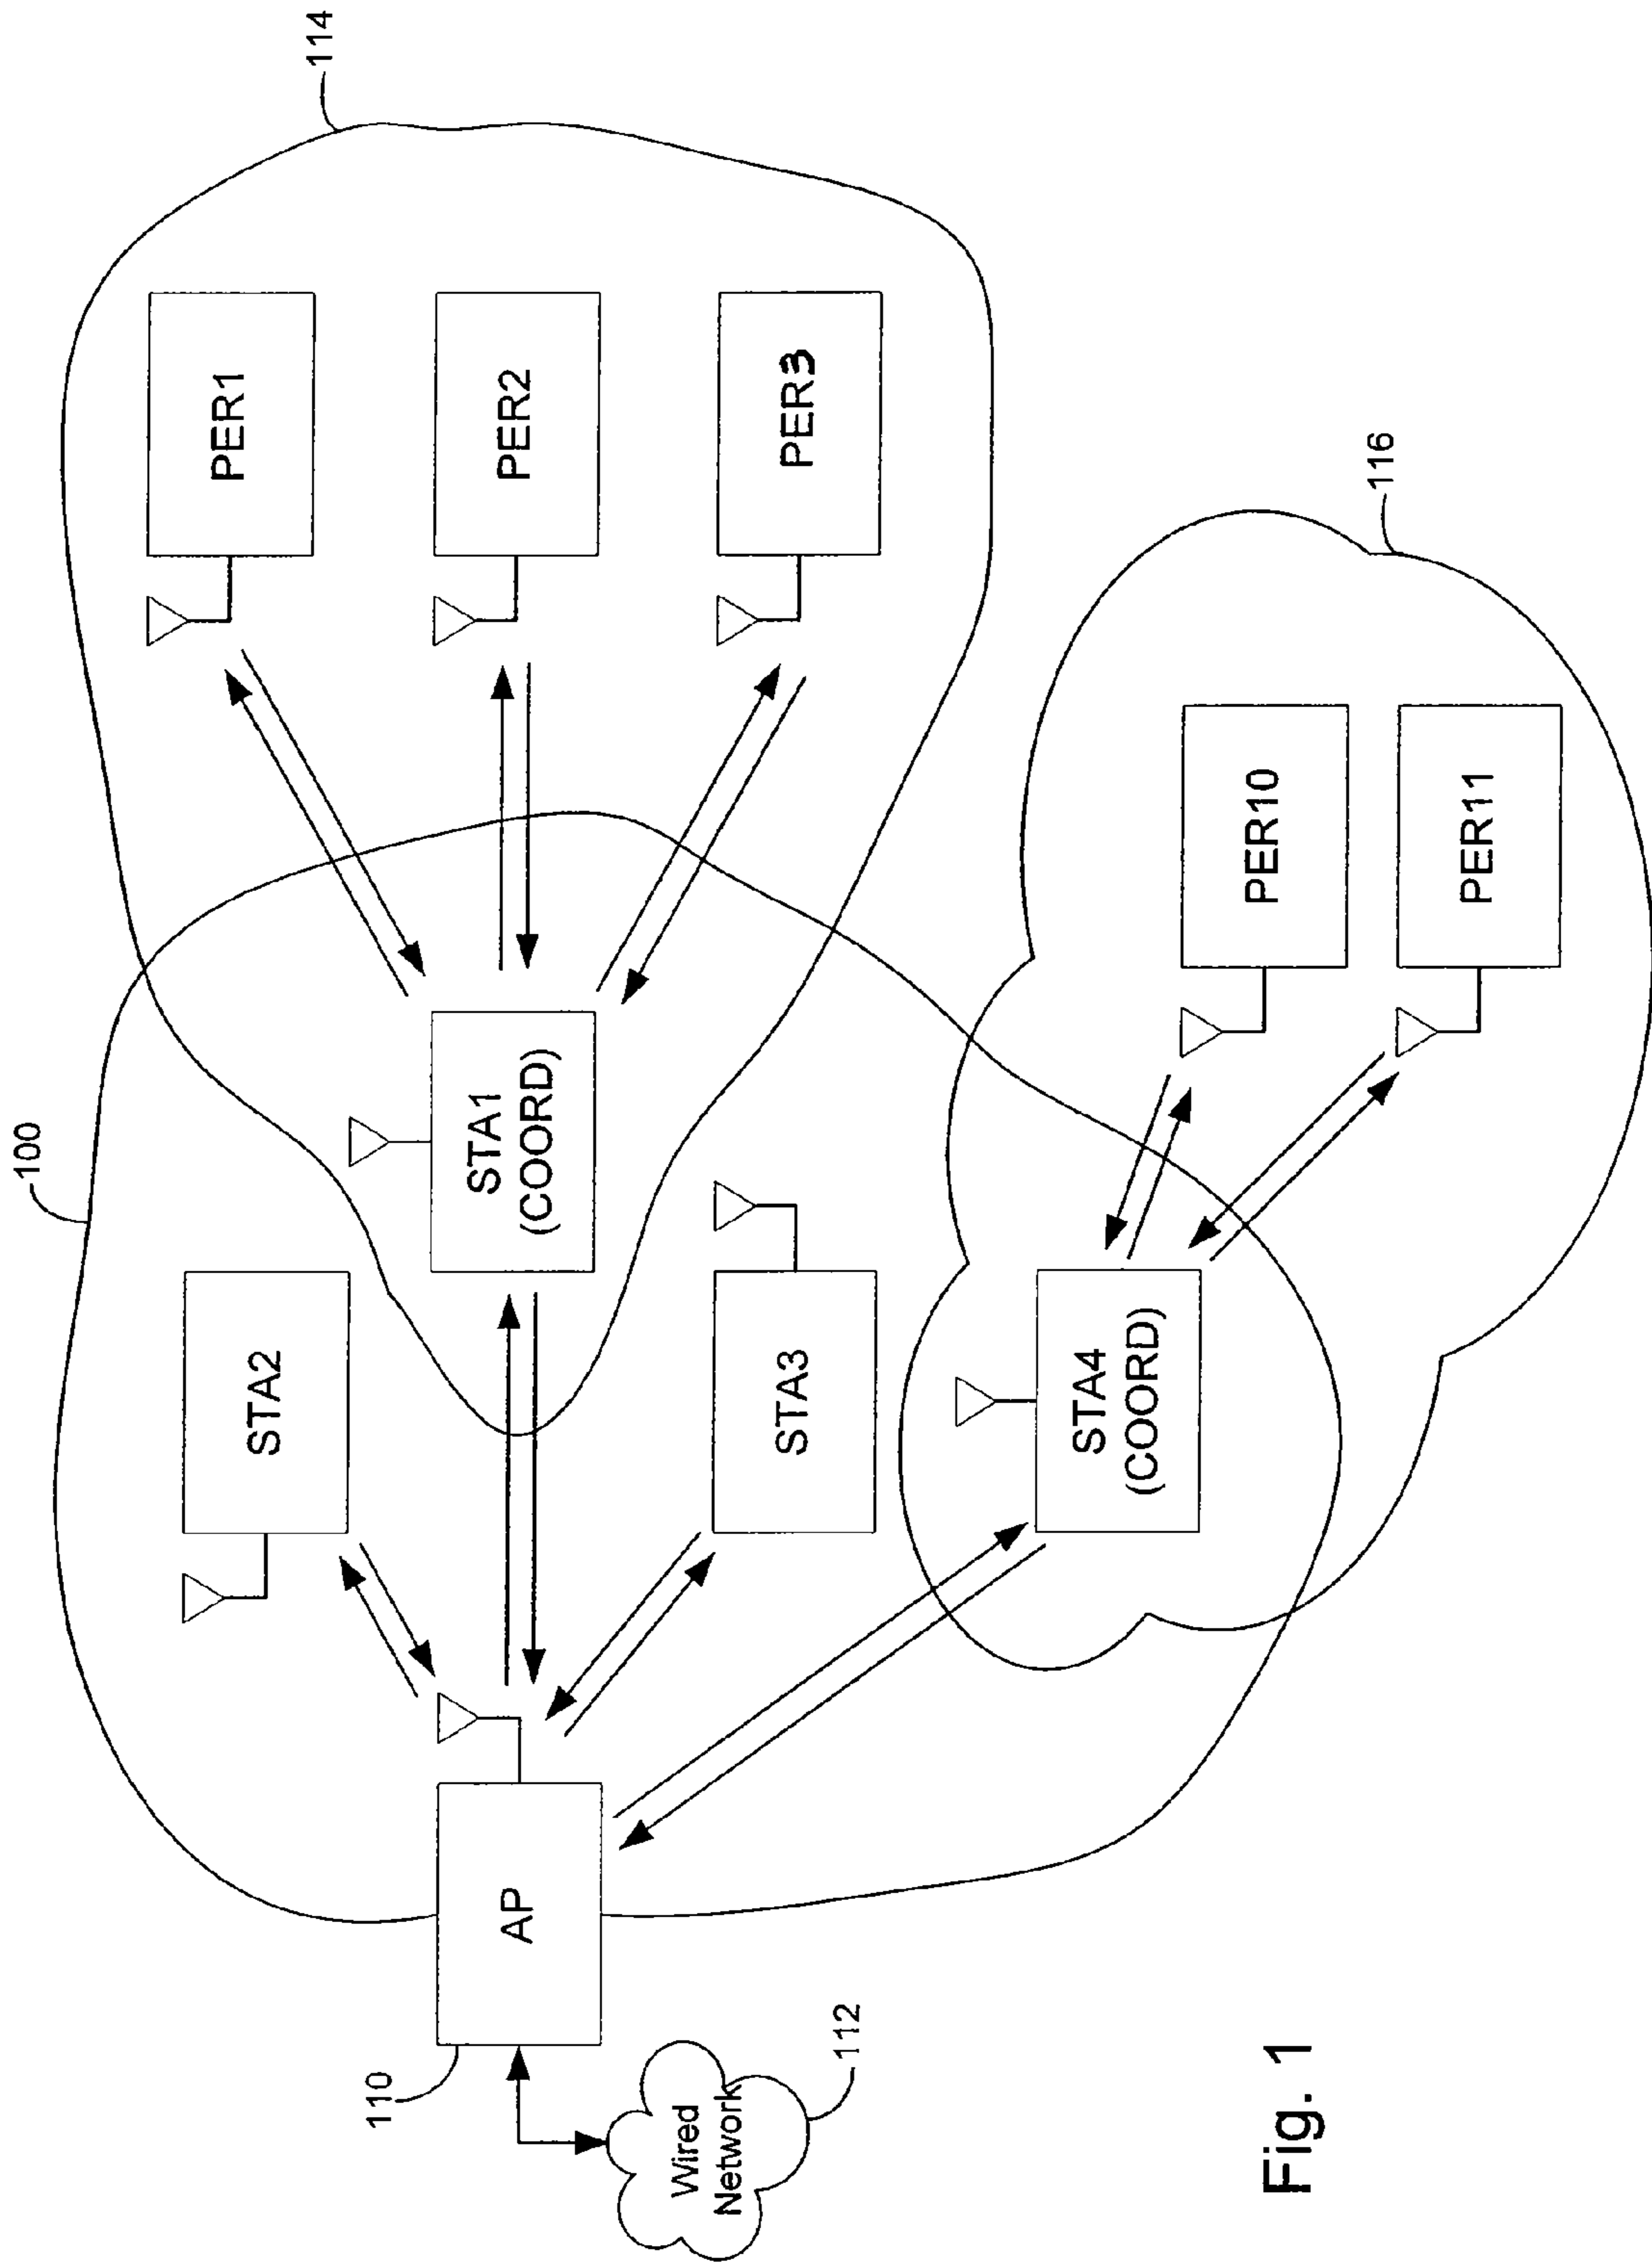 100
114
STA2
PER1
110
AP
STA1
(COORD)
PER2
Wired
Network
112
STA3
PER3
STA4
(COORD)
PER10
PER11
116
Fig. 1